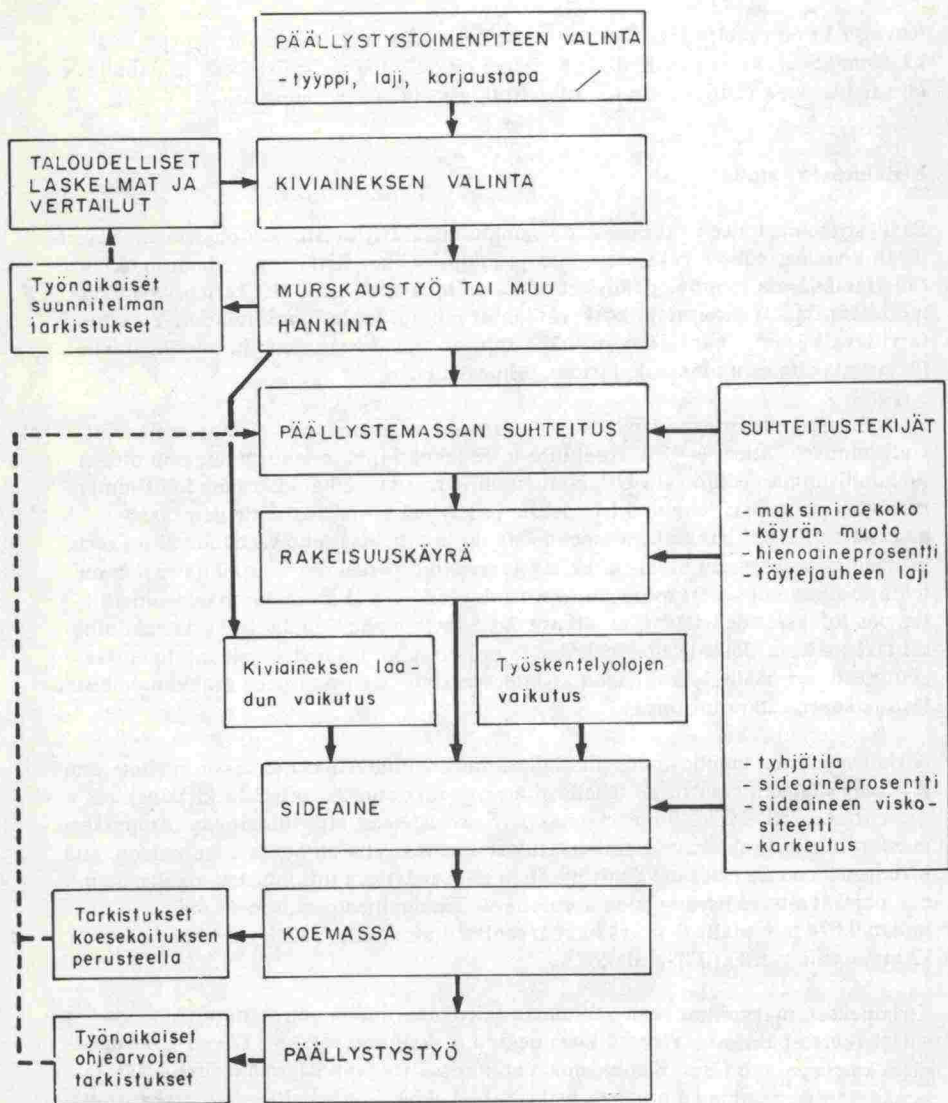 PÄÄLLYSTYSTOIMENPITEEN VALINTA
-tyyppi, laji, korjaustapa
TALOUDELLISET
LASKELMAT JA
VERTAILUT
KIVIAINEKSEN VALINTA
Työnaikaiset
suunnitelman
tarkistukset
MURSKAUSTYÖ TAI MUU
HANKINTA
PÄÄLLYSTEMASSAN SUHTEITUS
SUHTEITUSTEKIJÄT
- maksimiraekoko
- käyrän muoto
- hienoaineprosentti
- täytejauheen laji
RAKEISUUSKÄYRÄ
Kiviaineksen laa-
dun vaikutus
Työskentelyolojen
vaikutus
SIDEAINE
- tyhjätila
- sideaineprosentti
- sideaineen visko-
siteetti
- karkeutus
Tarkistukset
koesekoituksen
perusteella
KOEMASSA
Työnaikaiset
ohjearvojen
tarkistukset
PÄÄLLYSTYSTYÖ